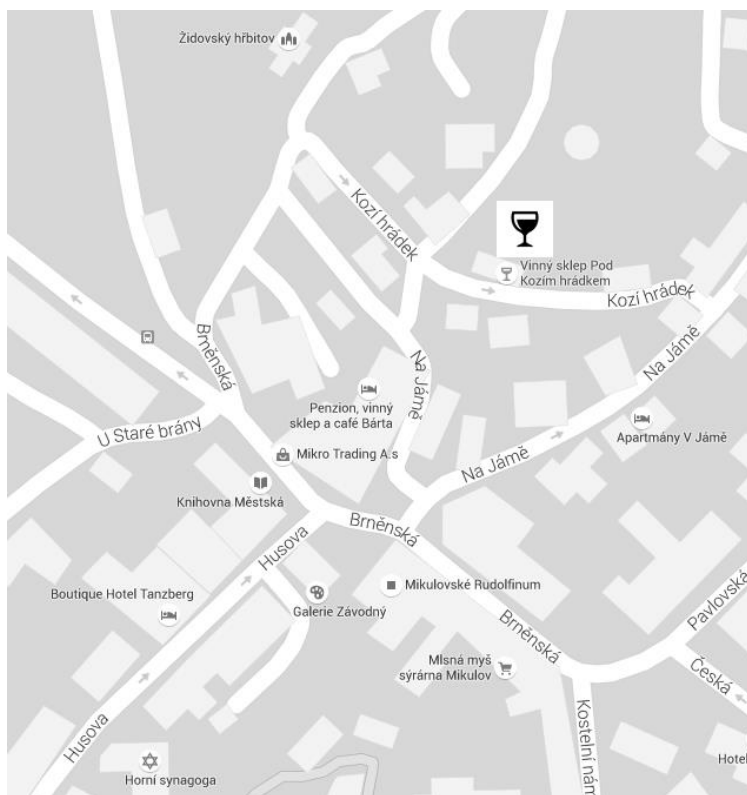 Židovský hřbitov
Kozí hrádek
Vinný sklep Pod
Kozím hrádkem
Kozí hrádek
Brněnská
Na Jámě
Na Jámě
Penzion, vinný
sklep a café Bárta
U Staré brány
Apartmány V Jámě
Mikro Trading A.s
Na Jámě
Knihovna Městská
Brněnská
Husova
Boutique Hotel Tanzberg
Mikulovské Rudolfinum
Galerie Závodný
Pavlovská
Brněnská
Mlsná myš
sýrárna Mikulov
Česká
Kostelní nám
Husova
Hotel
Horní synagoga